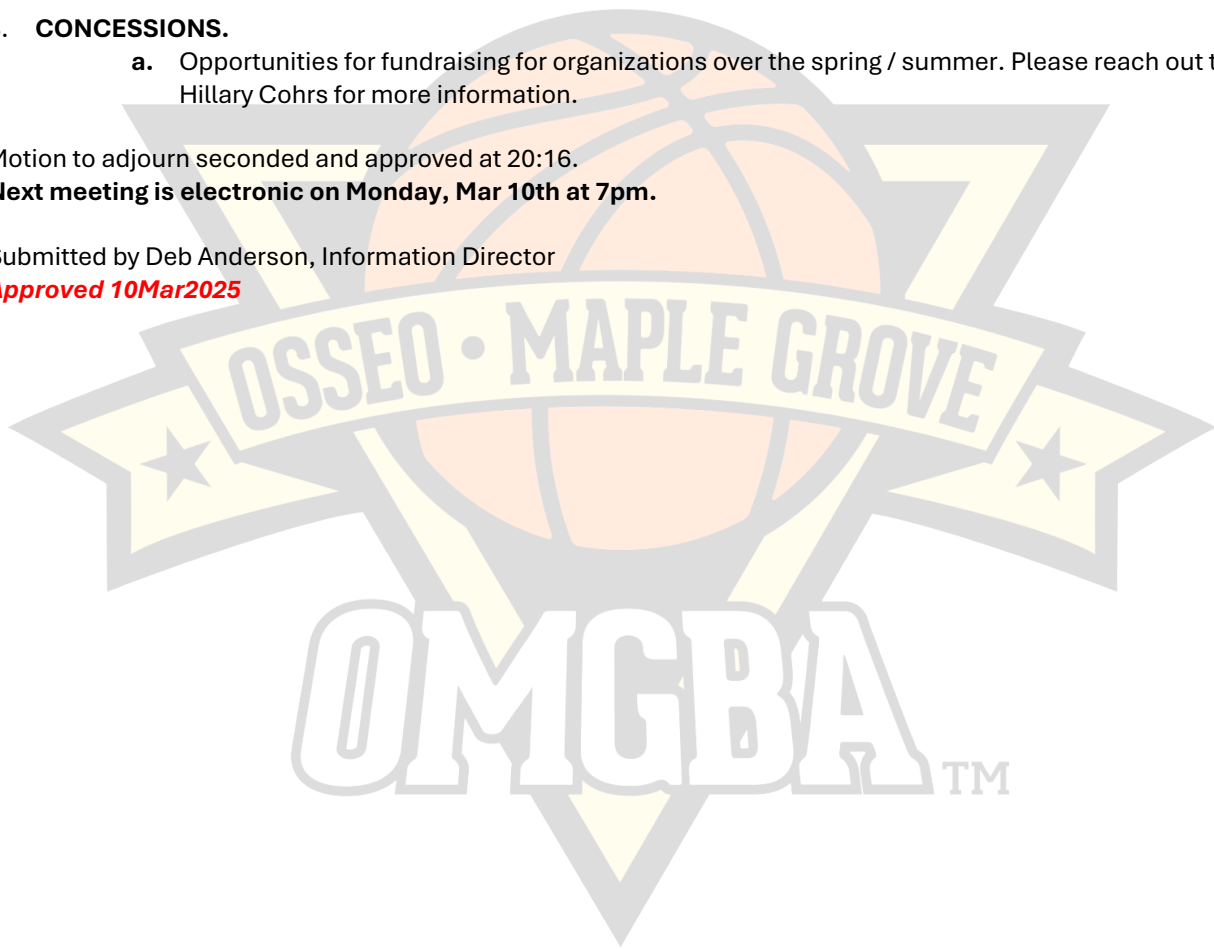 . CONCESSIONS.
a. Opportunities for fundraising for organizations over the spring / summer. Please reach out t
Hillary Cohrs for more information.
Motion to adjourn seconded and approved at 20:16.
Next meeting is electronic on Monday, Mar 10th at 7pm.
Submitted by Deb Anderson, Information Director
Approved 10Mar2025
OSSEO • MAPLE GROVE
OMGBA TM